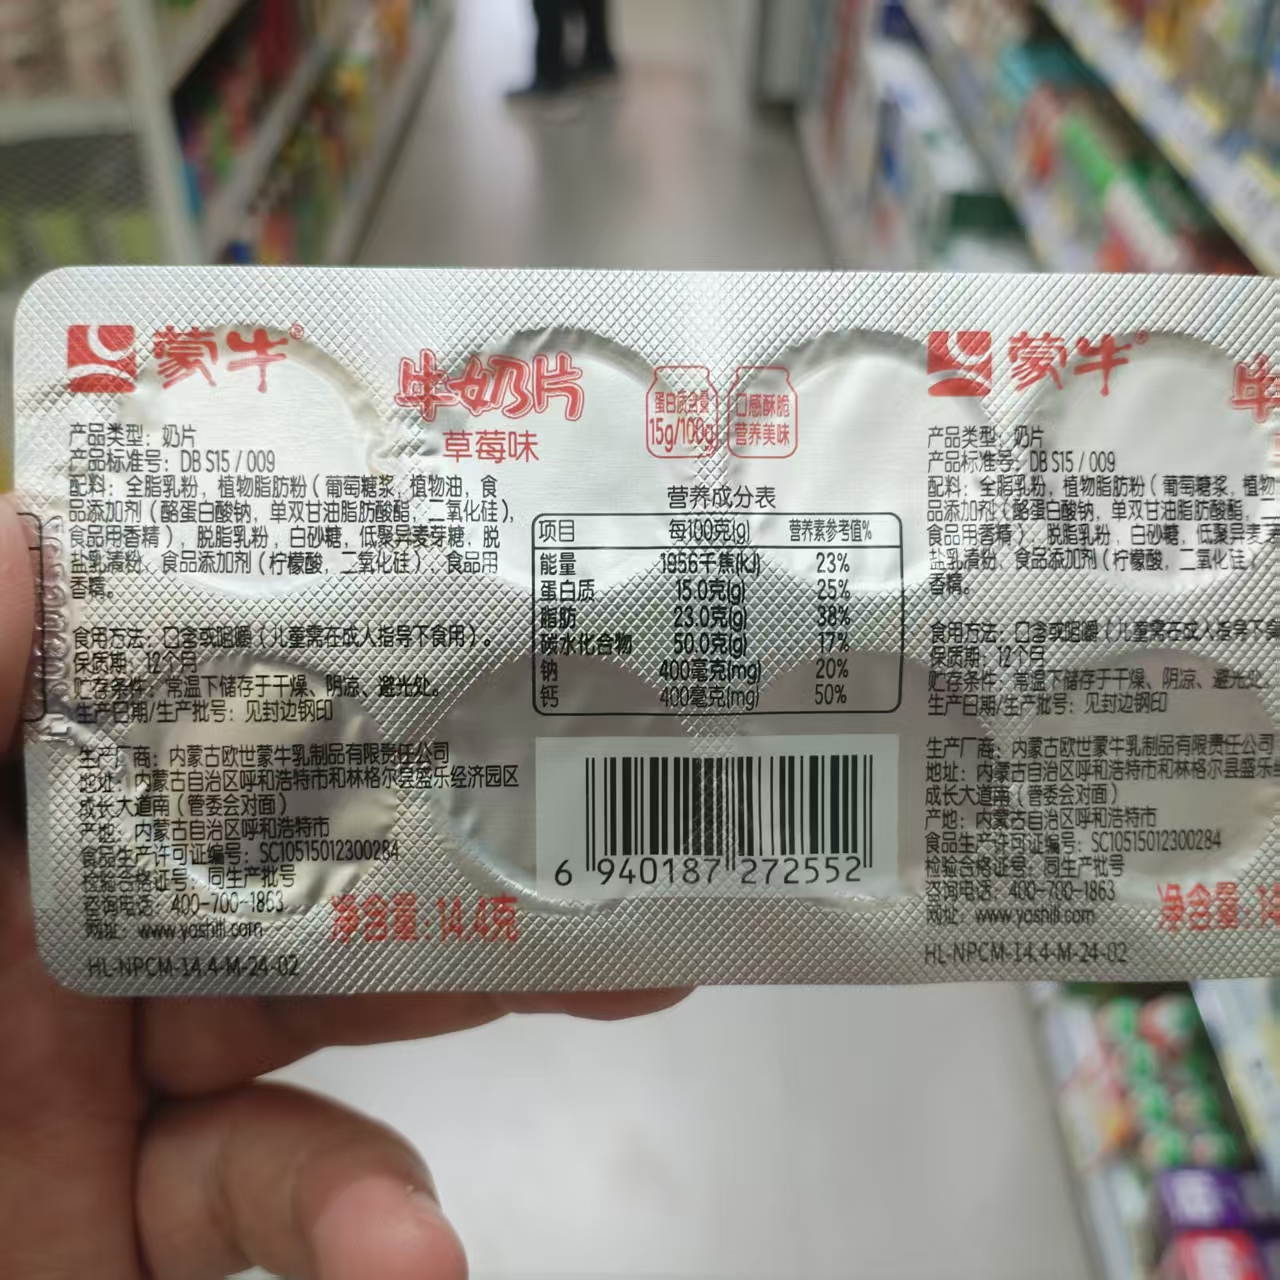 蒙牛®
牛奶片
草莓味
蛋白质含量
15g/100g
口感酥脆
营养美味
产品类型：奶片
产品标准号：DB S15 / 009
配料：全脂乳粉，植物脂肪粉（葡萄糖浆，植物油，食
品添加剂（酪蛋白酸钠，单双甘油脂肪酸酯，二氧化硅），
食品用香精），脱脂乳粉，白砂糖，低聚异麦芽糖，脱
盐乳清粉、食品添加剂（柠檬酸，二氧化硅）、食品用
香精。
食用方法：口含或咀嚼（儿童需在成人指导下食用）。
保质期：12个月
贮存条件：常温下储存于干燥、阴凉、避光处。
生产日期/生产批号：见封边钢印
生产厂商：内蒙古欧世蒙牛乳制品有限责任公司
地址：内蒙古自治区呼和浩特市和林格尔县盛乐经济园区
成长大道南（管委会对面）
产地：内蒙古自治区呼和浩特市
食品生产许可证编号：SC10515012300284
检验合格证号：同生产批号
咨询电话：400-700-1863
网址：www.yashili.com
净含量：14.4克
HL-NPCM-14.4-M-24-02
营养成分表
项目 每100克(g) 营养素参考值%
能量 1956千焦(kJ) 23%
蛋白质 15.0克(g) 25%
脂肪 23.0克(g) 38%
碳水化合物 50.0克(g) 17%
钠 400毫克(mg) 20%
钙 400毫克(mg) 50%
6 940187 272552
蒙牛®
牛
产品类型：奶片
产品标准号：DB S15 / 009
配料：全脂乳粉，植物脂肪粉（葡萄糖浆，植物
品添加剂（酪蛋白酸钠，单双甘油脂肪酸酯，二
食品用香精），脱脂乳粉，白砂糖，低聚异麦
盐乳清粉、食品添加剂（柠檬酸，二氧化硅）
香精。
食用方法：口含或咀嚼（儿童需在成人指导下食
保质期：12个月
贮存条件：常温下储存于干燥、阴凉、避光处
生产日期/生产批号：见封边钢印
生产厂商：内蒙古欧世蒙牛乳制品有限责任公司
地址：内蒙古自治区呼和浩特市和林格尔县盛乐
成长大道南（管委会对面）
产地：内蒙古自治区呼和浩特市
食品生产许可证编号：SC10515012300284
检验合格证号：同生产批号
咨询电话：400-700-1863
网址：www.yashili.com
净含量：14
HL-NPCM-14.4-M-24-02